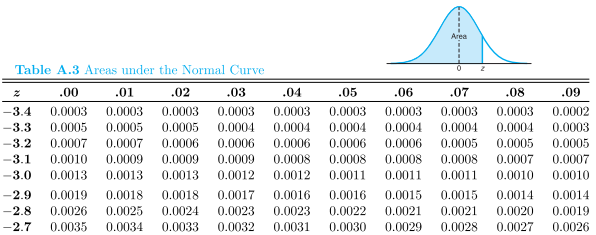 Area
0 z
Table A.3 Areas under the Normal Curve
z .00 .01 .02 .03 .04 .05 .06 .07 .08 .09
−3.4 0.0003 0.0003 0.0003 0.0003 0.0003 0.0003 0.0003 0.0003 0.0003 0.0002
−3.3 0.0005 0.0005 0.0005 0.0004 0.0004 0.0004 0.0004 0.0004 0.0004 0.0003
−3.2 0.0007 0.0007 0.0006 0.0006 0.0006 0.0006 0.0006 0.0005 0.0005 0.0005
−3.1 0.0010 0.0009 0.0009 0.0009 0.0008 0.0008 0.0008 0.0008 0.0007 0.0007
−3.0 0.0013 0.0013 0.0013 0.0012 0.0012 0.0011 0.0011 0.0011 0.0010 0.0010
−2.9 0.0019 0.0018 0.0018 0.0017 0.0016 0.0016 0.0015 0.0015 0.0014 0.0014
−2.8 0.0026 0.0025 0.0024 0.0023 0.0023 0.0022 0.0021 0.0021 0.0020 0.0019
−2.7 0.0035 0.0034 0.0033 0.0032 0.0031 0.0030 0.0029 0.0028 0.0027 0.0026